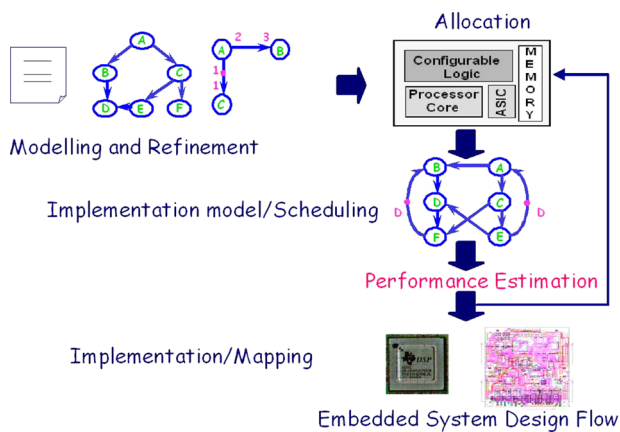 Allocation
A
B
C
D
E
F
A
2
3
B
1
1
C
Configurable
Logic
Processor
Core
ASIC
MEMORY
Modelling and Refinement
B
A
D
C
F
E
D
D
Implementation model/Scheduling
Performance Estimation
DSP
Implementation/Mapping
Embedded System Design Flow